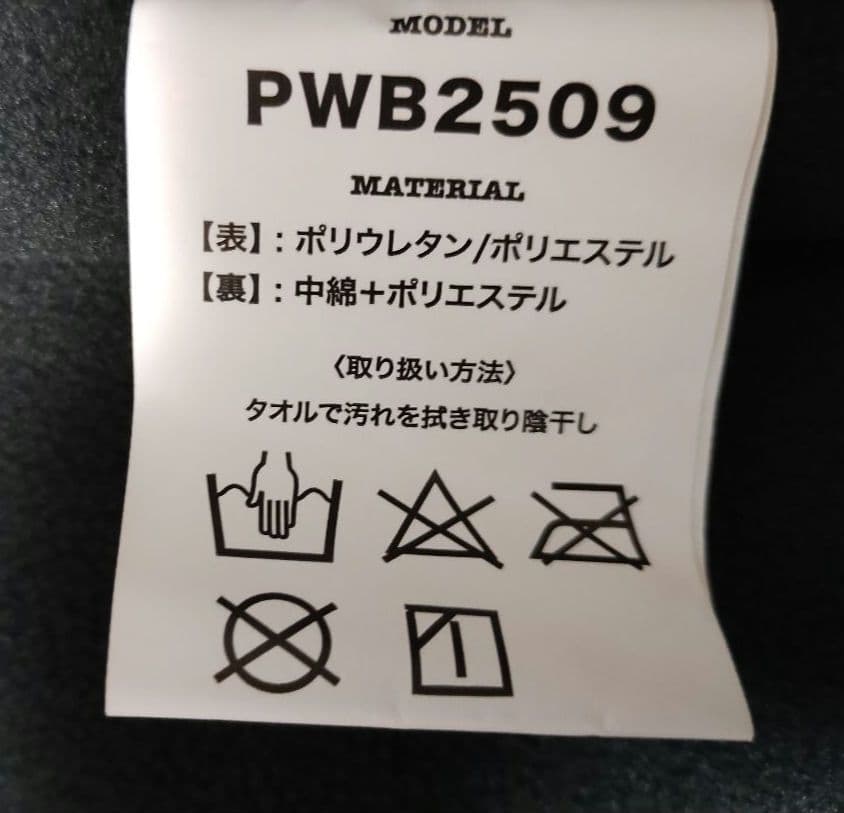 MODEL
PWB2509
MATERIAL
【表】:ポリウレタン/ポリエステル
【裏】:中綿+ポリエステル
〈取り扱い方法〉
タオルで汚れを拭き取り陰干し